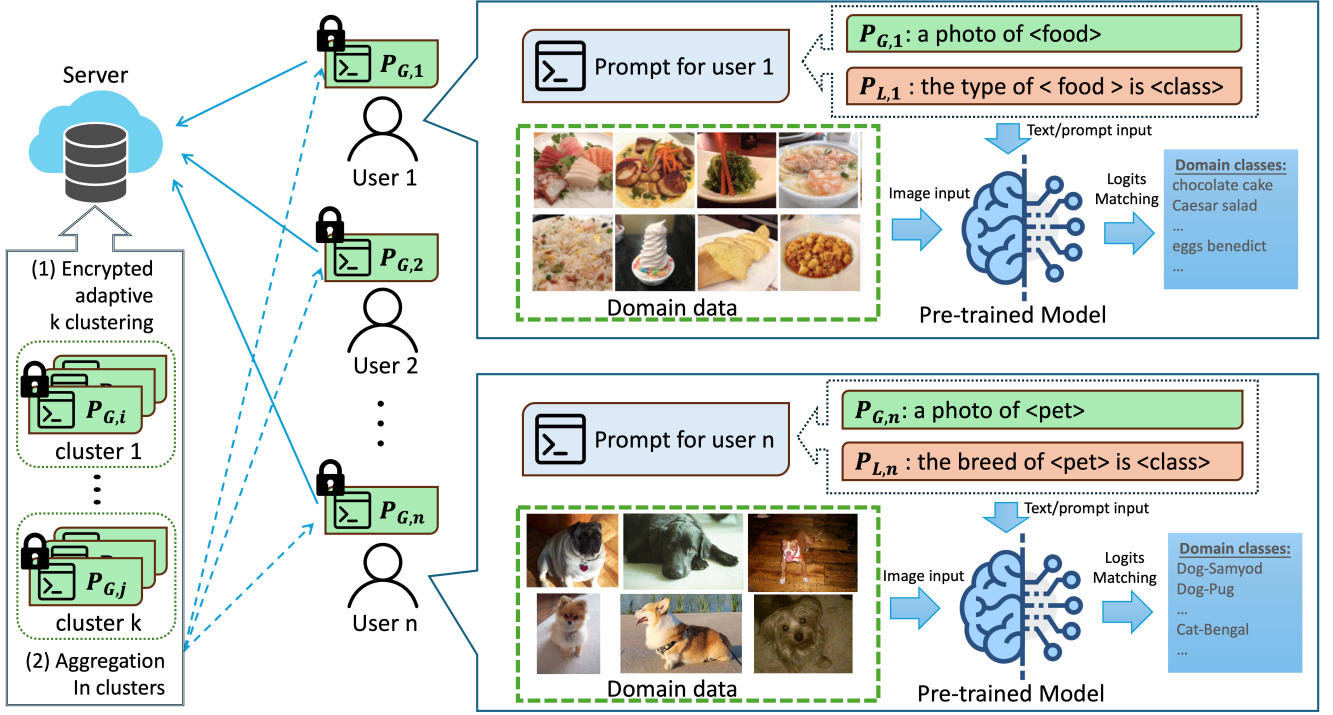 Server
(1) Encrypted
adaptive
k clustering
P_{G,i}
cluster 1
P_{G,j}
cluster k
(2) Aggregation
In clusters
P_{G,1}
User 1
P_{G,2}
User 2
P_{G,n}
User n
Prompt for user 1
P_{G,1}: a photo of <food>
P_{L,1} : the type of < food > is <class>
Text/prompt input
Domain data
Image input
Pre-trained Model
Logits
Matching
Domain classes:
chocolate cake
Caesar salad
...
eggs benedict
...
Prompt for user n
P_{G,n}: a photo of <pet>
P_{L,n} : the breed of <pet> is <class>
Text/prompt input
Domain data
Image input
Pre-trained Model
Logits
Matching
Domain classes:
Dog-Samyod
Dog-Pug
...
Cat-Bengal
...